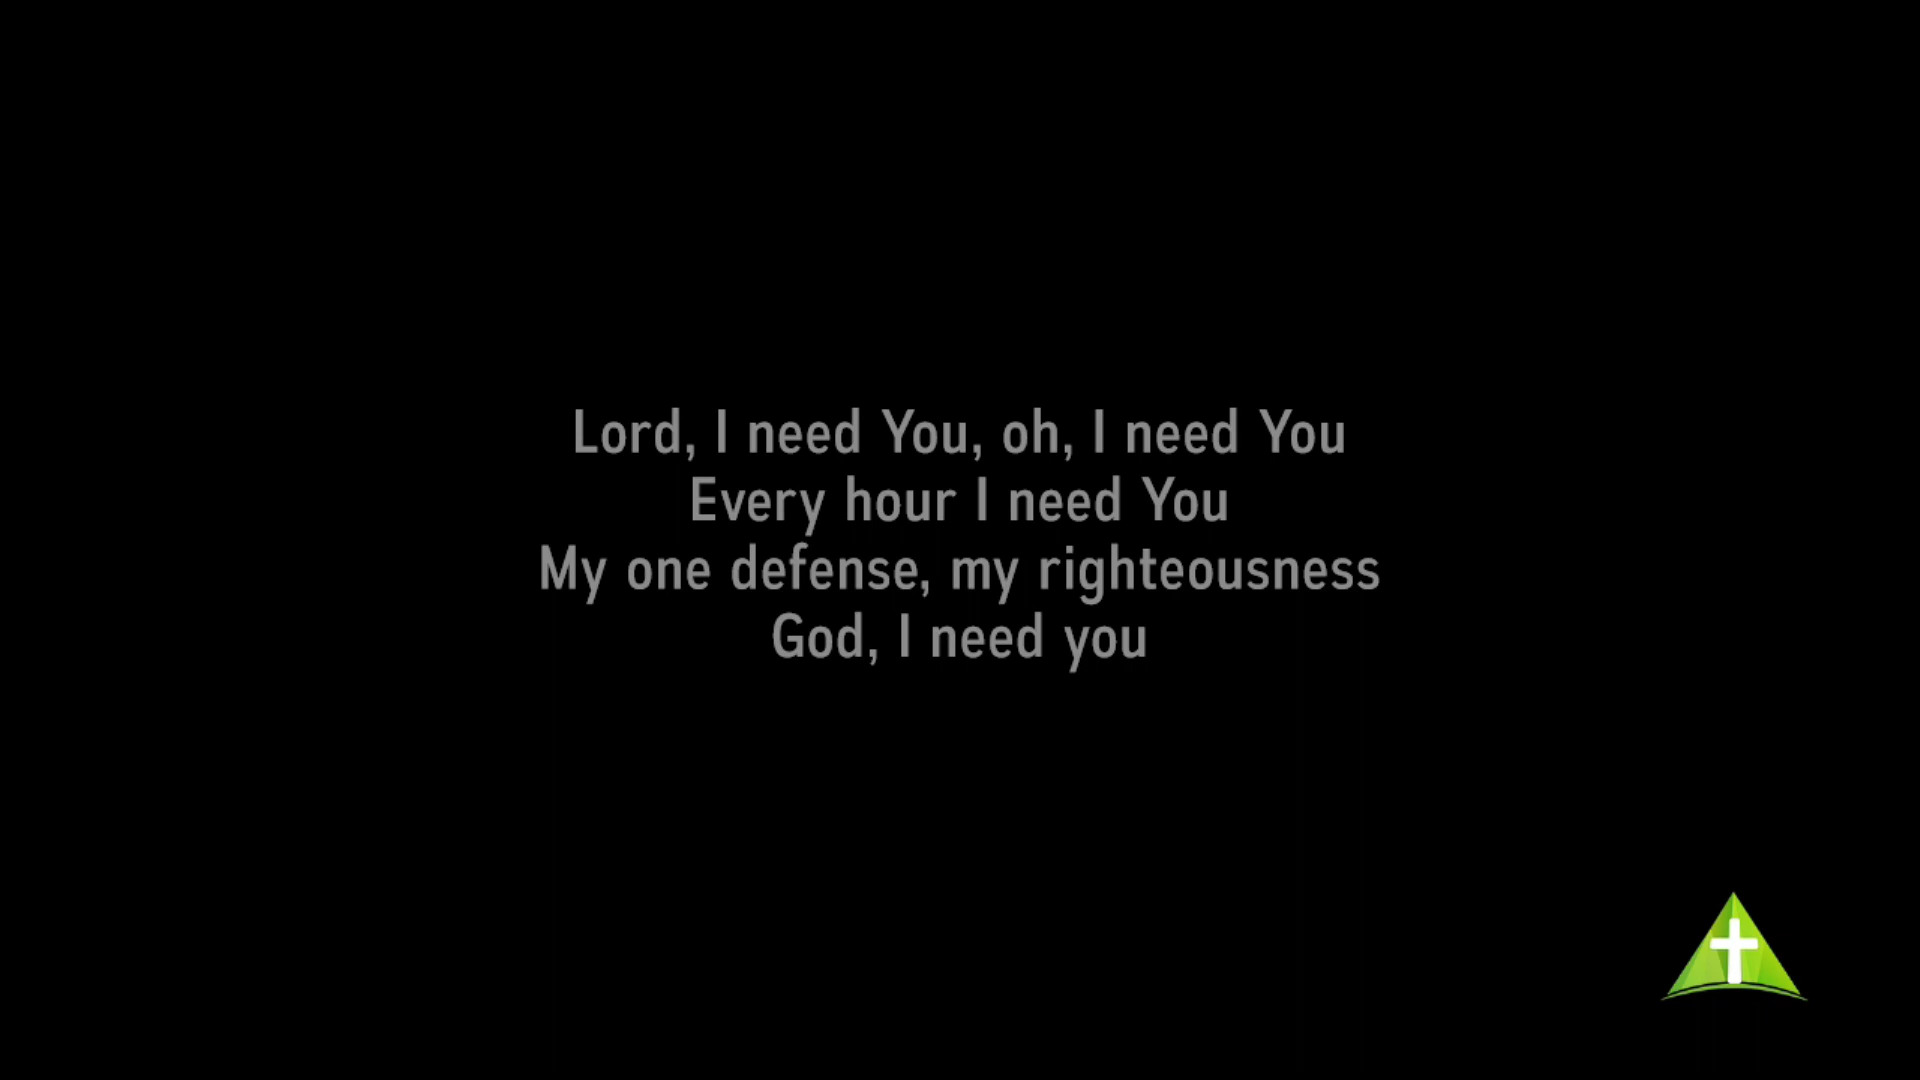 Lord, I need You, oh, I need You
Every hour I need You
My one defense, my righteousness
God, I need you